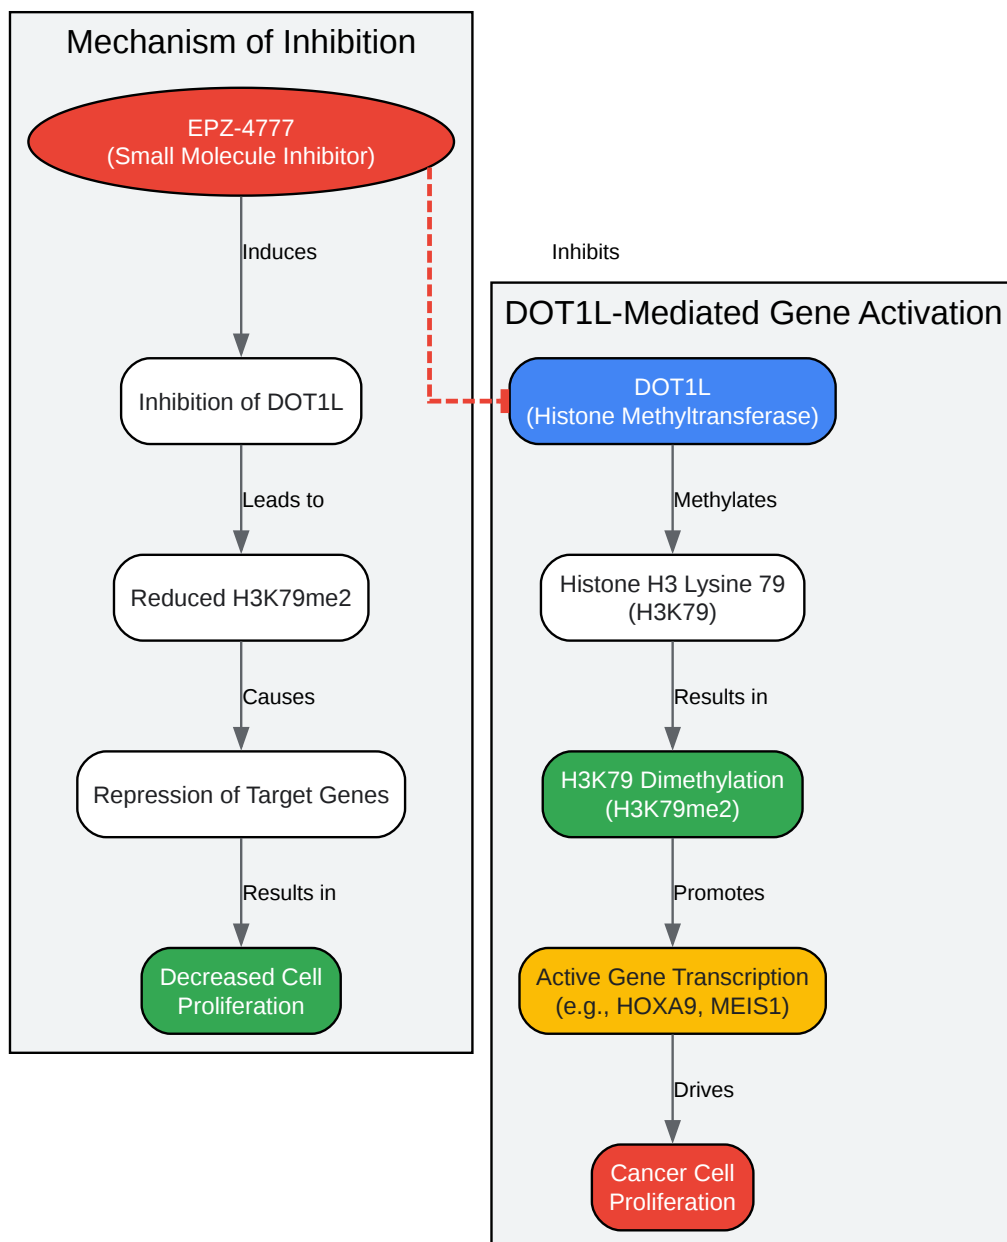 Mechanism of Inhibition
EPZ-4777
(Small Molecule Inhibitor)
Induces
Inhibition of DOT1L
Leads to
Reduced H3K79me2
Causes
Repression of Target Genes
Results in
Decreased Cell
Proliferation
Inhibits
DOT1L-Mediated Gene Activation
DOT1L
(Histone Methyltransferase)
Methylates
Histone H3 Lysine 79
(H3K79)
Results in
H3K79 Dimethylation
(H3K79me2)
Promotes
Active Gene Transcription
(e.g., HOXA9, MEIS1)
Drives
Cancer Cell
Proliferation